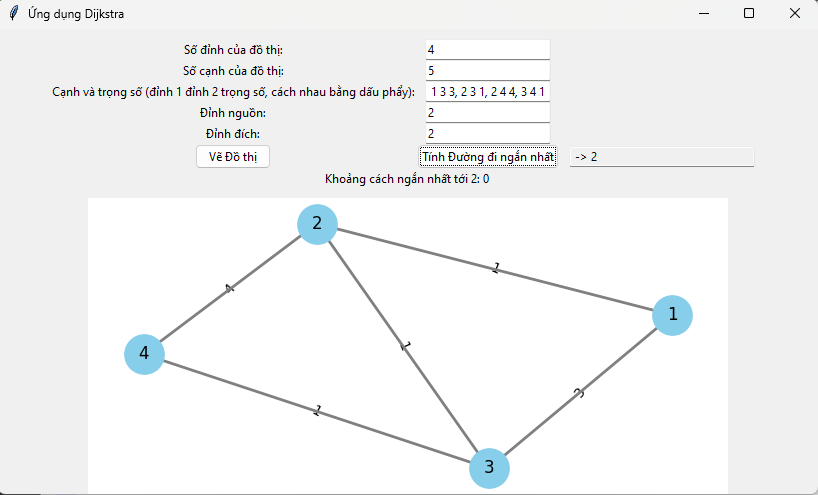 Ứng dụng Dijkstra
Số đỉnh của đồ thị: 4
Số cạnh của đồ thị: 5
Cạnh và trọng số (đỉnh 1 đỉnh 2 trọng số, cách nhau bằng dấu phẩy): 1 3 3, 2 3 1, 2 4 4, 3 4 1
Đỉnh nguồn: 2
Đỉnh đích: 2
Vẽ Đồ thị Tính Đường đi ngắn nhất -> 2
Khoảng cách ngắn nhất tới 2: 0
2
1
4
1
1
4
3
1
3